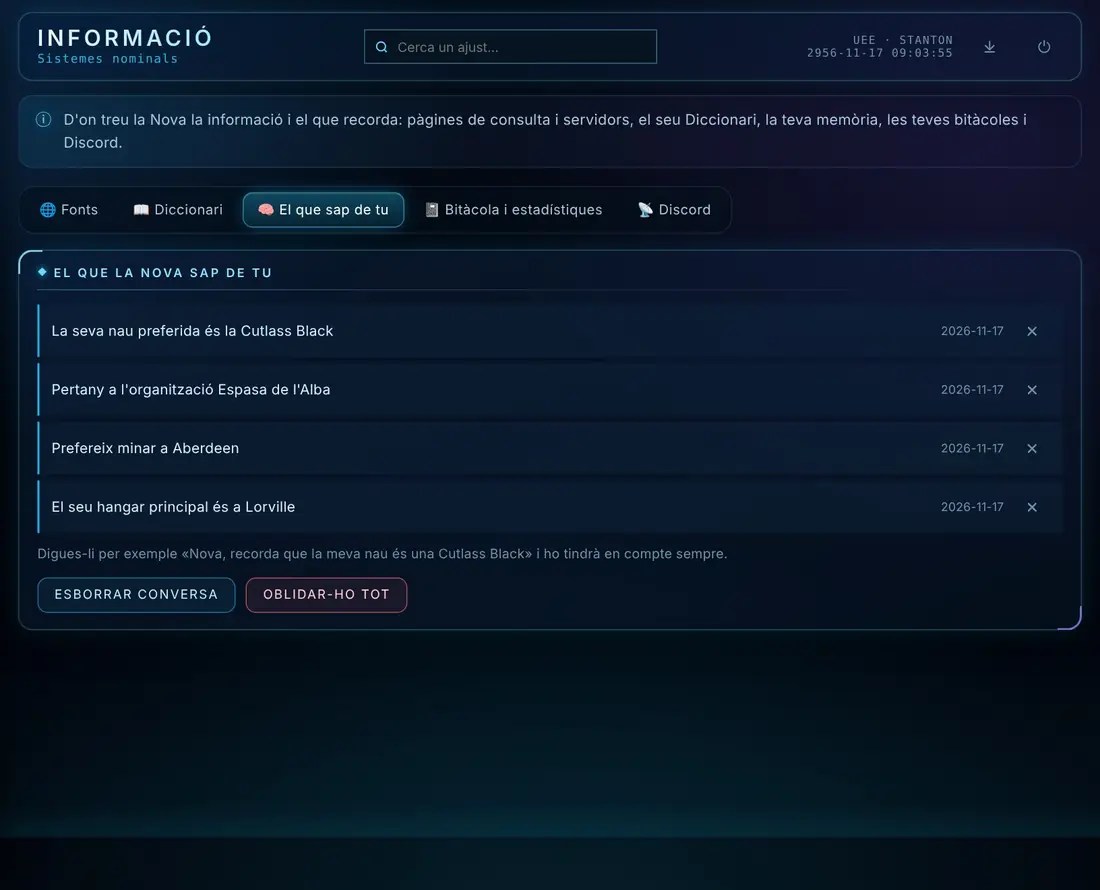 INFORMACIÓ
Sistemes nominals
Cerca un ajust...
UEE · STANTON
2956-11-17 09:03:55
D'on treu la Nova la informació i el que recorda: pàgines de consulta i servidors, el seu Diccionari, la teva memòria, les teves bitàcoles i
Discord.
Fonts
Diccionari
El que sap de tu
Bitàcola i estadístiques
Discord
EL QUE LA NOVA SAP DE TU
La seva nau preferida és la Cutlass Black 2026-11-17
Pertany a l'organització Espasa de l'Alba 2026-11-17
Prefereix minar a Aberdeen 2026-11-17
El seu hangar principal és a Lorville 2026-11-17
Digues-li per exemple «Nova, recorda que la meva nau és una Cutlass Black» i ho tindrà en compte sempre.
ESBORRAR CONVERSA
OBLIDAR-HO TOT